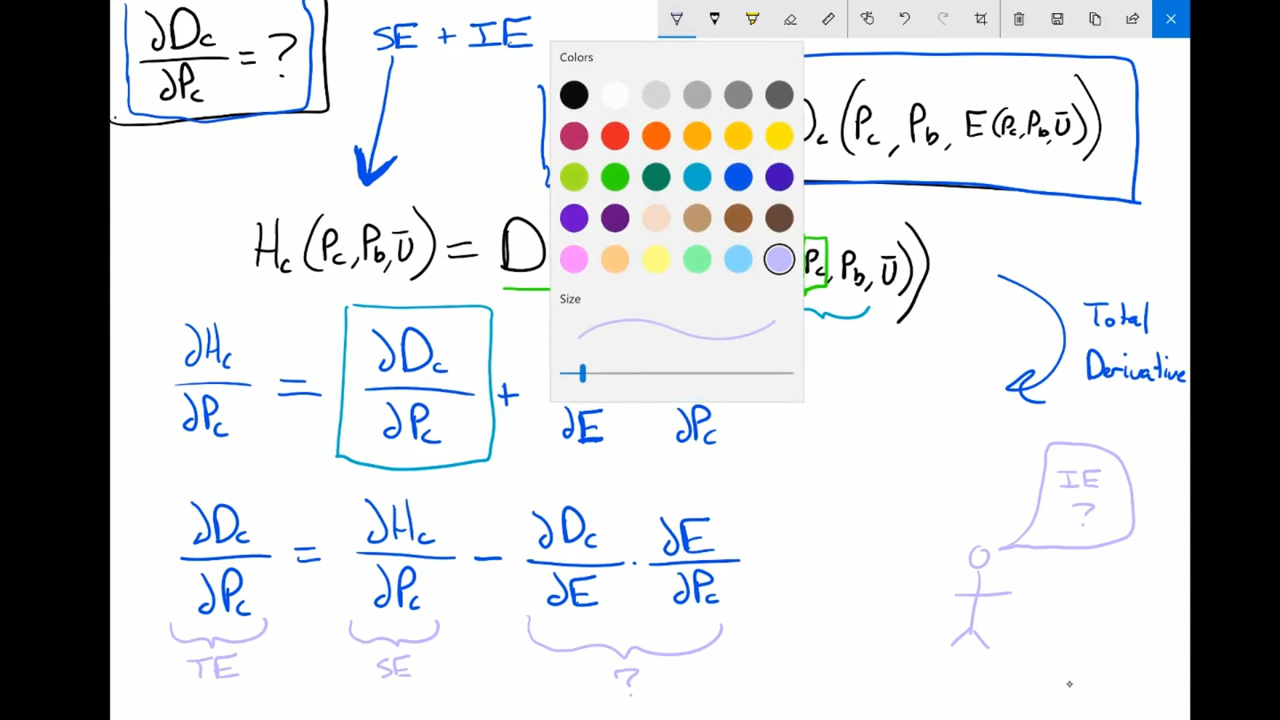 ∂Dc/∂Pc = ?
SE + IE
c(Pc, Pb, E(Pc, Pb, Ū))
Colors
Hc(Pc, Pb, Ū) = D
Pc, Pb, Ū))
Size
Total
Derivative
∂Hc/∂Pc = ∂Dc/∂Pc +
∂E ∂Pc
IE
?
∂Dc/∂Pc = ∂Hc/∂Pc − ∂Dc/∂E · ∂E/∂Pc
TE SE ?